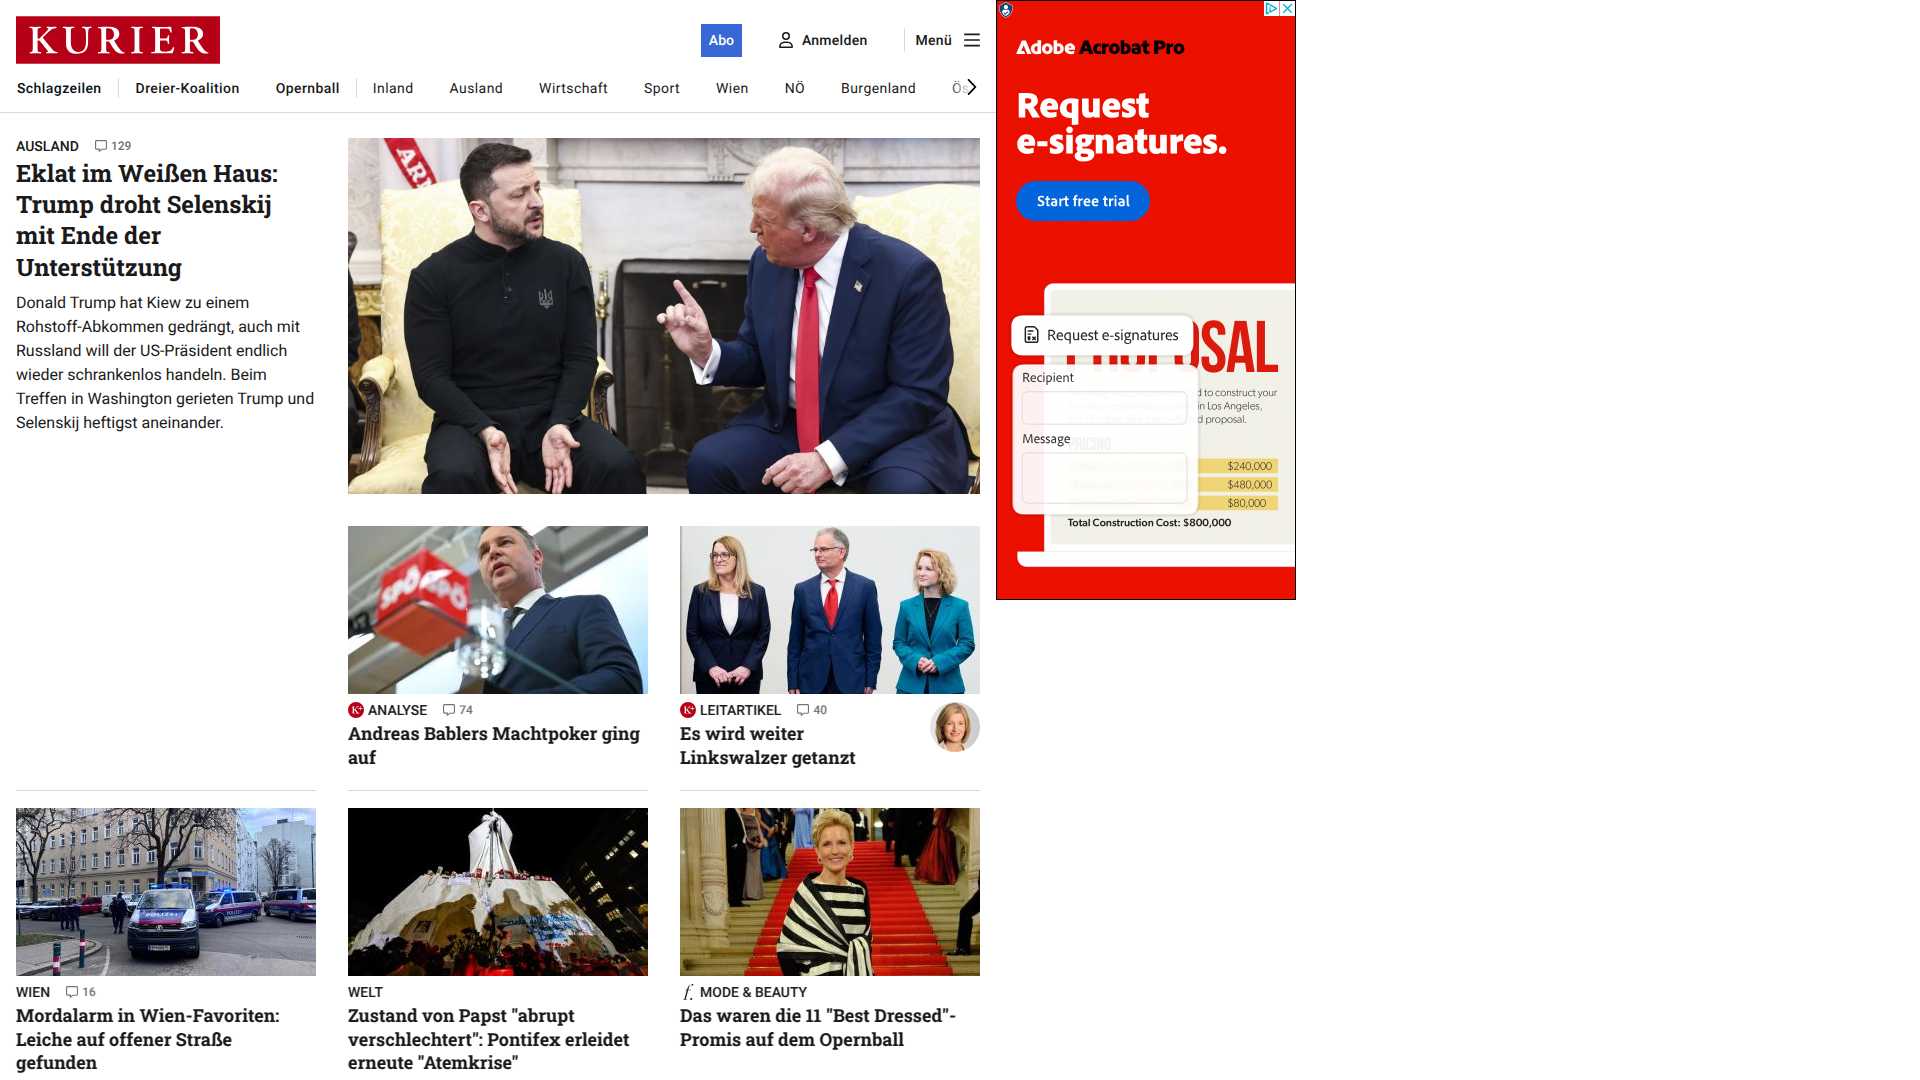 KURIER
Abo
Anmelden
Menü
Schlagzeilen
Dreier-Koalition
Opernball
Inland
Ausland
Wirtschaft
Sport
Wien
NÖ
Burgenland
AUSLAND 129
Eklat im Weißen Haus:
Trump droht Selenskij
mit Ende der
Unterstützung
Donald Trump hat Kiew zu einem
Rohstoff-Abkommen gedrängt, auch mit
Russland will der US-Präsident endlich
wieder schrankenlos handeln. Beim
Treffen in Washington gerieten Trump und
Selenskij heftigst aneinander.
SPÖ
K+ ANALYSE 74
Andreas Bablers Machtpoker ging
auf
K+ LEITARTIKEL 40
Es wird weiter
Linkswalzer getanzt
POLIZEI
WIEN 16
Mordalarm in Wien-Favoriten:
Leiche auf offener Straße
gefunden
WELT
Zustand von Papst "abrupt
verschlechtert": Pontifex erleidet
erneute "Atemkrise"
f. MODE & BEAUTY
Das waren die 11 "Best Dressed"-
Promis auf dem Opernball
Adobe Acrobat Pro
Request
e-signatures.
Start free trial
Request e-signatures
Recipient
d to construct your
in Los Angeles,
d proposal.
Message
PRICING
$240,000
$480,000
$80,000
Total Construction Cost: $800,000